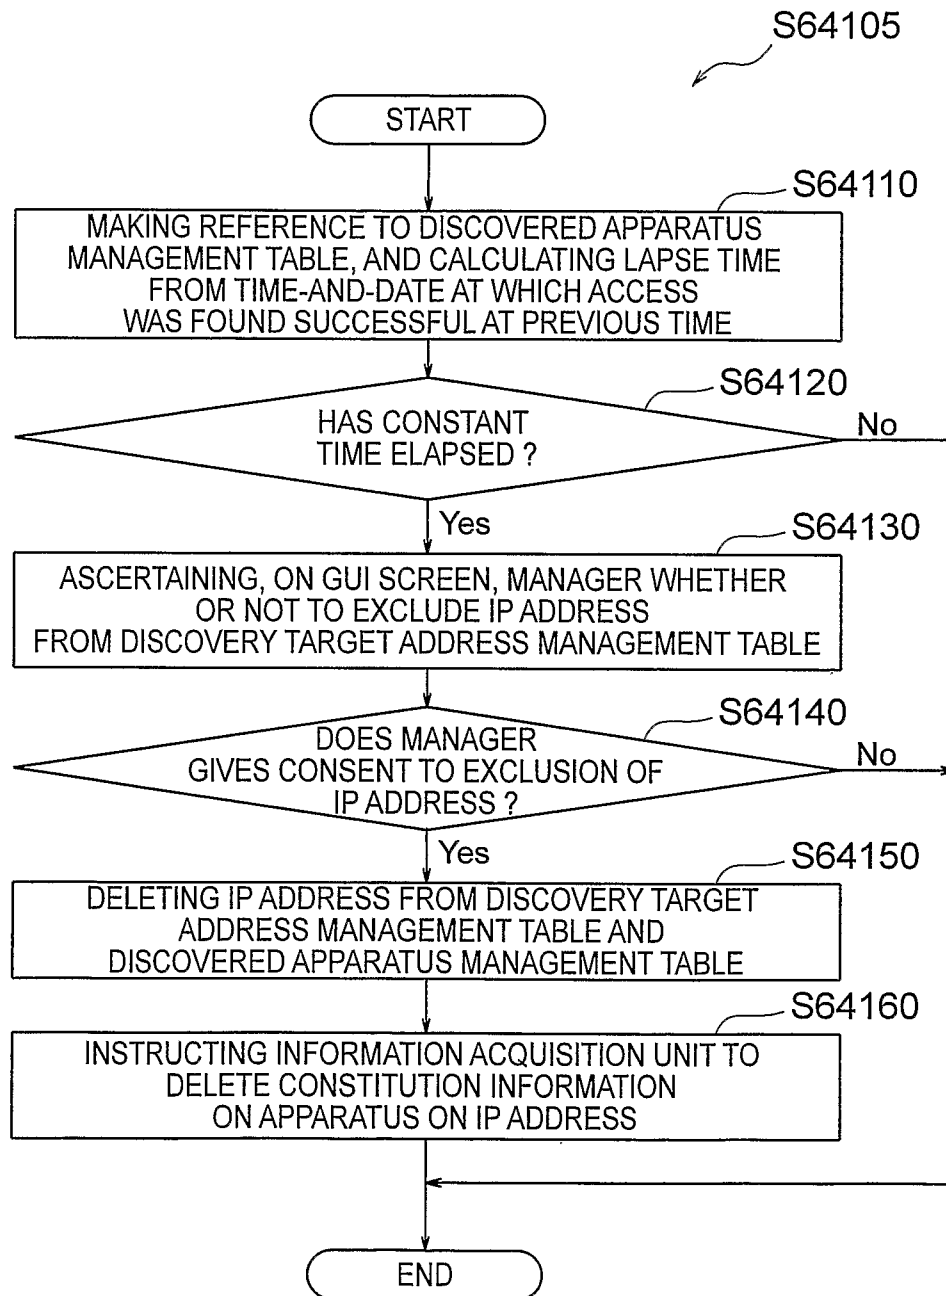 S64105
START
S64110
MAKING REFERENCE TO DISCOVERED APPARATUS
MANAGEMENT TABLE, AND CALCULATING LAPSE TIME
FROM TIME-AND-DATE AT WHICH ACCESS
WAS FOUND SUCCESSFUL AT PREVIOUS TIME
S64120
HAS CONSTANT
TIME ELAPSED ?
No
Yes
S64130
ASCERTAINING, ON GUI SCREEN, MANAGER WHETHER
OR NOT TO EXCLUDE IP ADDRESS
FROM DISCOVERY TARGET ADDRESS MANAGEMENT TABLE
S64140
DOES MANAGER
GIVES CONSENT TO EXCLUSION OF
IP ADDRESS ?
No
Yes
S64150
DELETING IP ADDRESS FROM DISCOVERY TARGET
ADDRESS MANAGEMENT TABLE AND
DISCOVERED APPARATUS MANAGEMENT TABLE
S64160
INSTRUCTING INFORMATION ACQUISITION UNIT TO
DELETE CONSTITUTION INFORMATION
ON APPARATUS ON IP ADDRESS
END